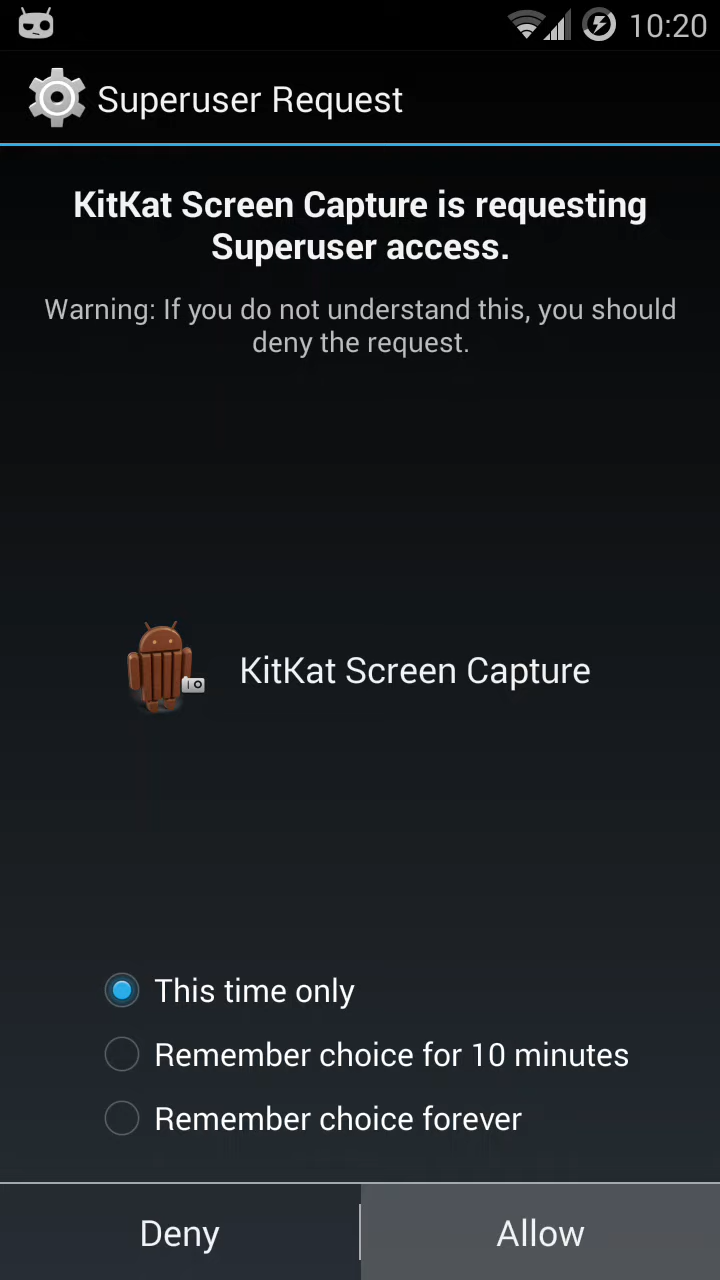 10:20
Superuser Request
KitKat Screen Capture is requesting
Superuser access.
Warning: If you do not understand this, you should
deny the request.
KitKat Screen Capture
This time only
Remember choice for 10 minutes
Remember choice forever
Deny
Allow